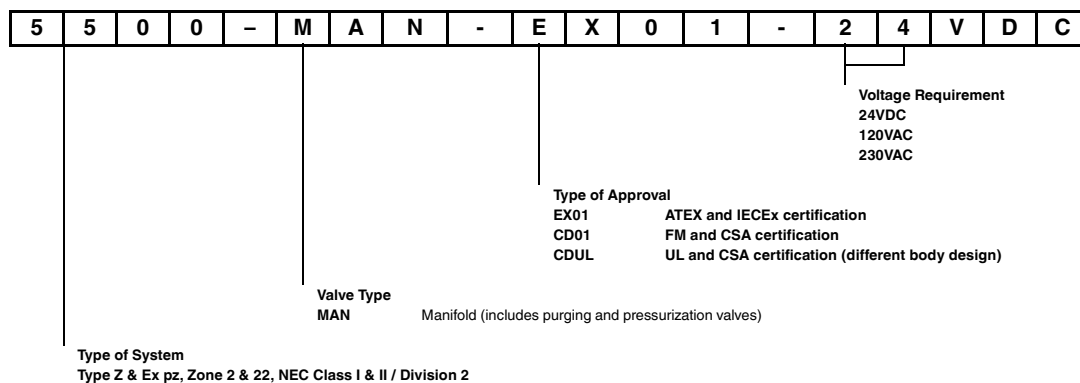 5 5 0 0 – M A N - E X 0 1 - 2 4 V D C
Voltage Requirement
24VDC
120VAC
230VAC
Type of Approval
EX01 ATEX and IECEx certification
CD01 FM and CSA certification
CDUL UL and CSA certification (different body design)
Valve Type
MAN Manifold (includes purging and pressurization valves)
Type of System
Type Z & Ex pz, Zone 2 & 22, NEC Class I & II / Division 2